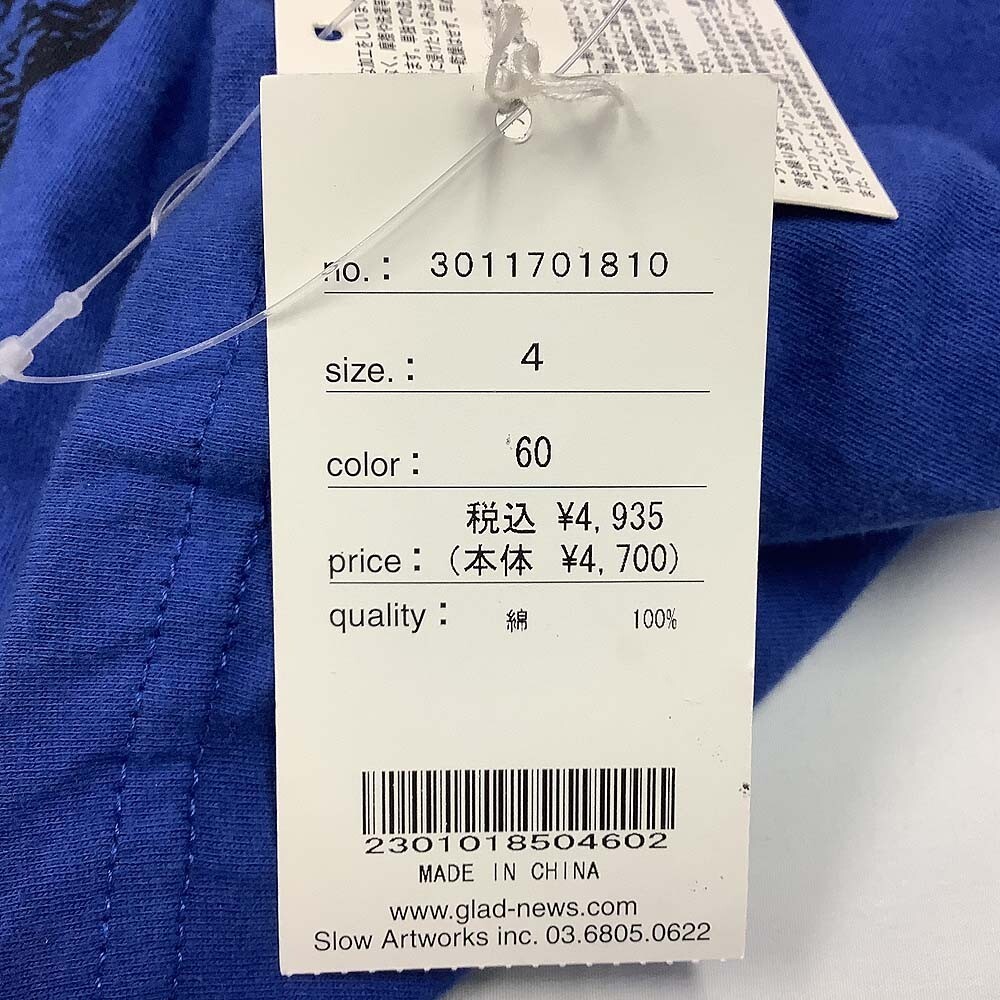 no.: 3011701810
size.: 4
color: 60
税込 ¥4,935
price: (本体 ¥4,700)
quality: 綿 100%
2301018504602
MADE IN CHINA
www.glad-news.com
Slow Artworks inc. 03.6805.0622